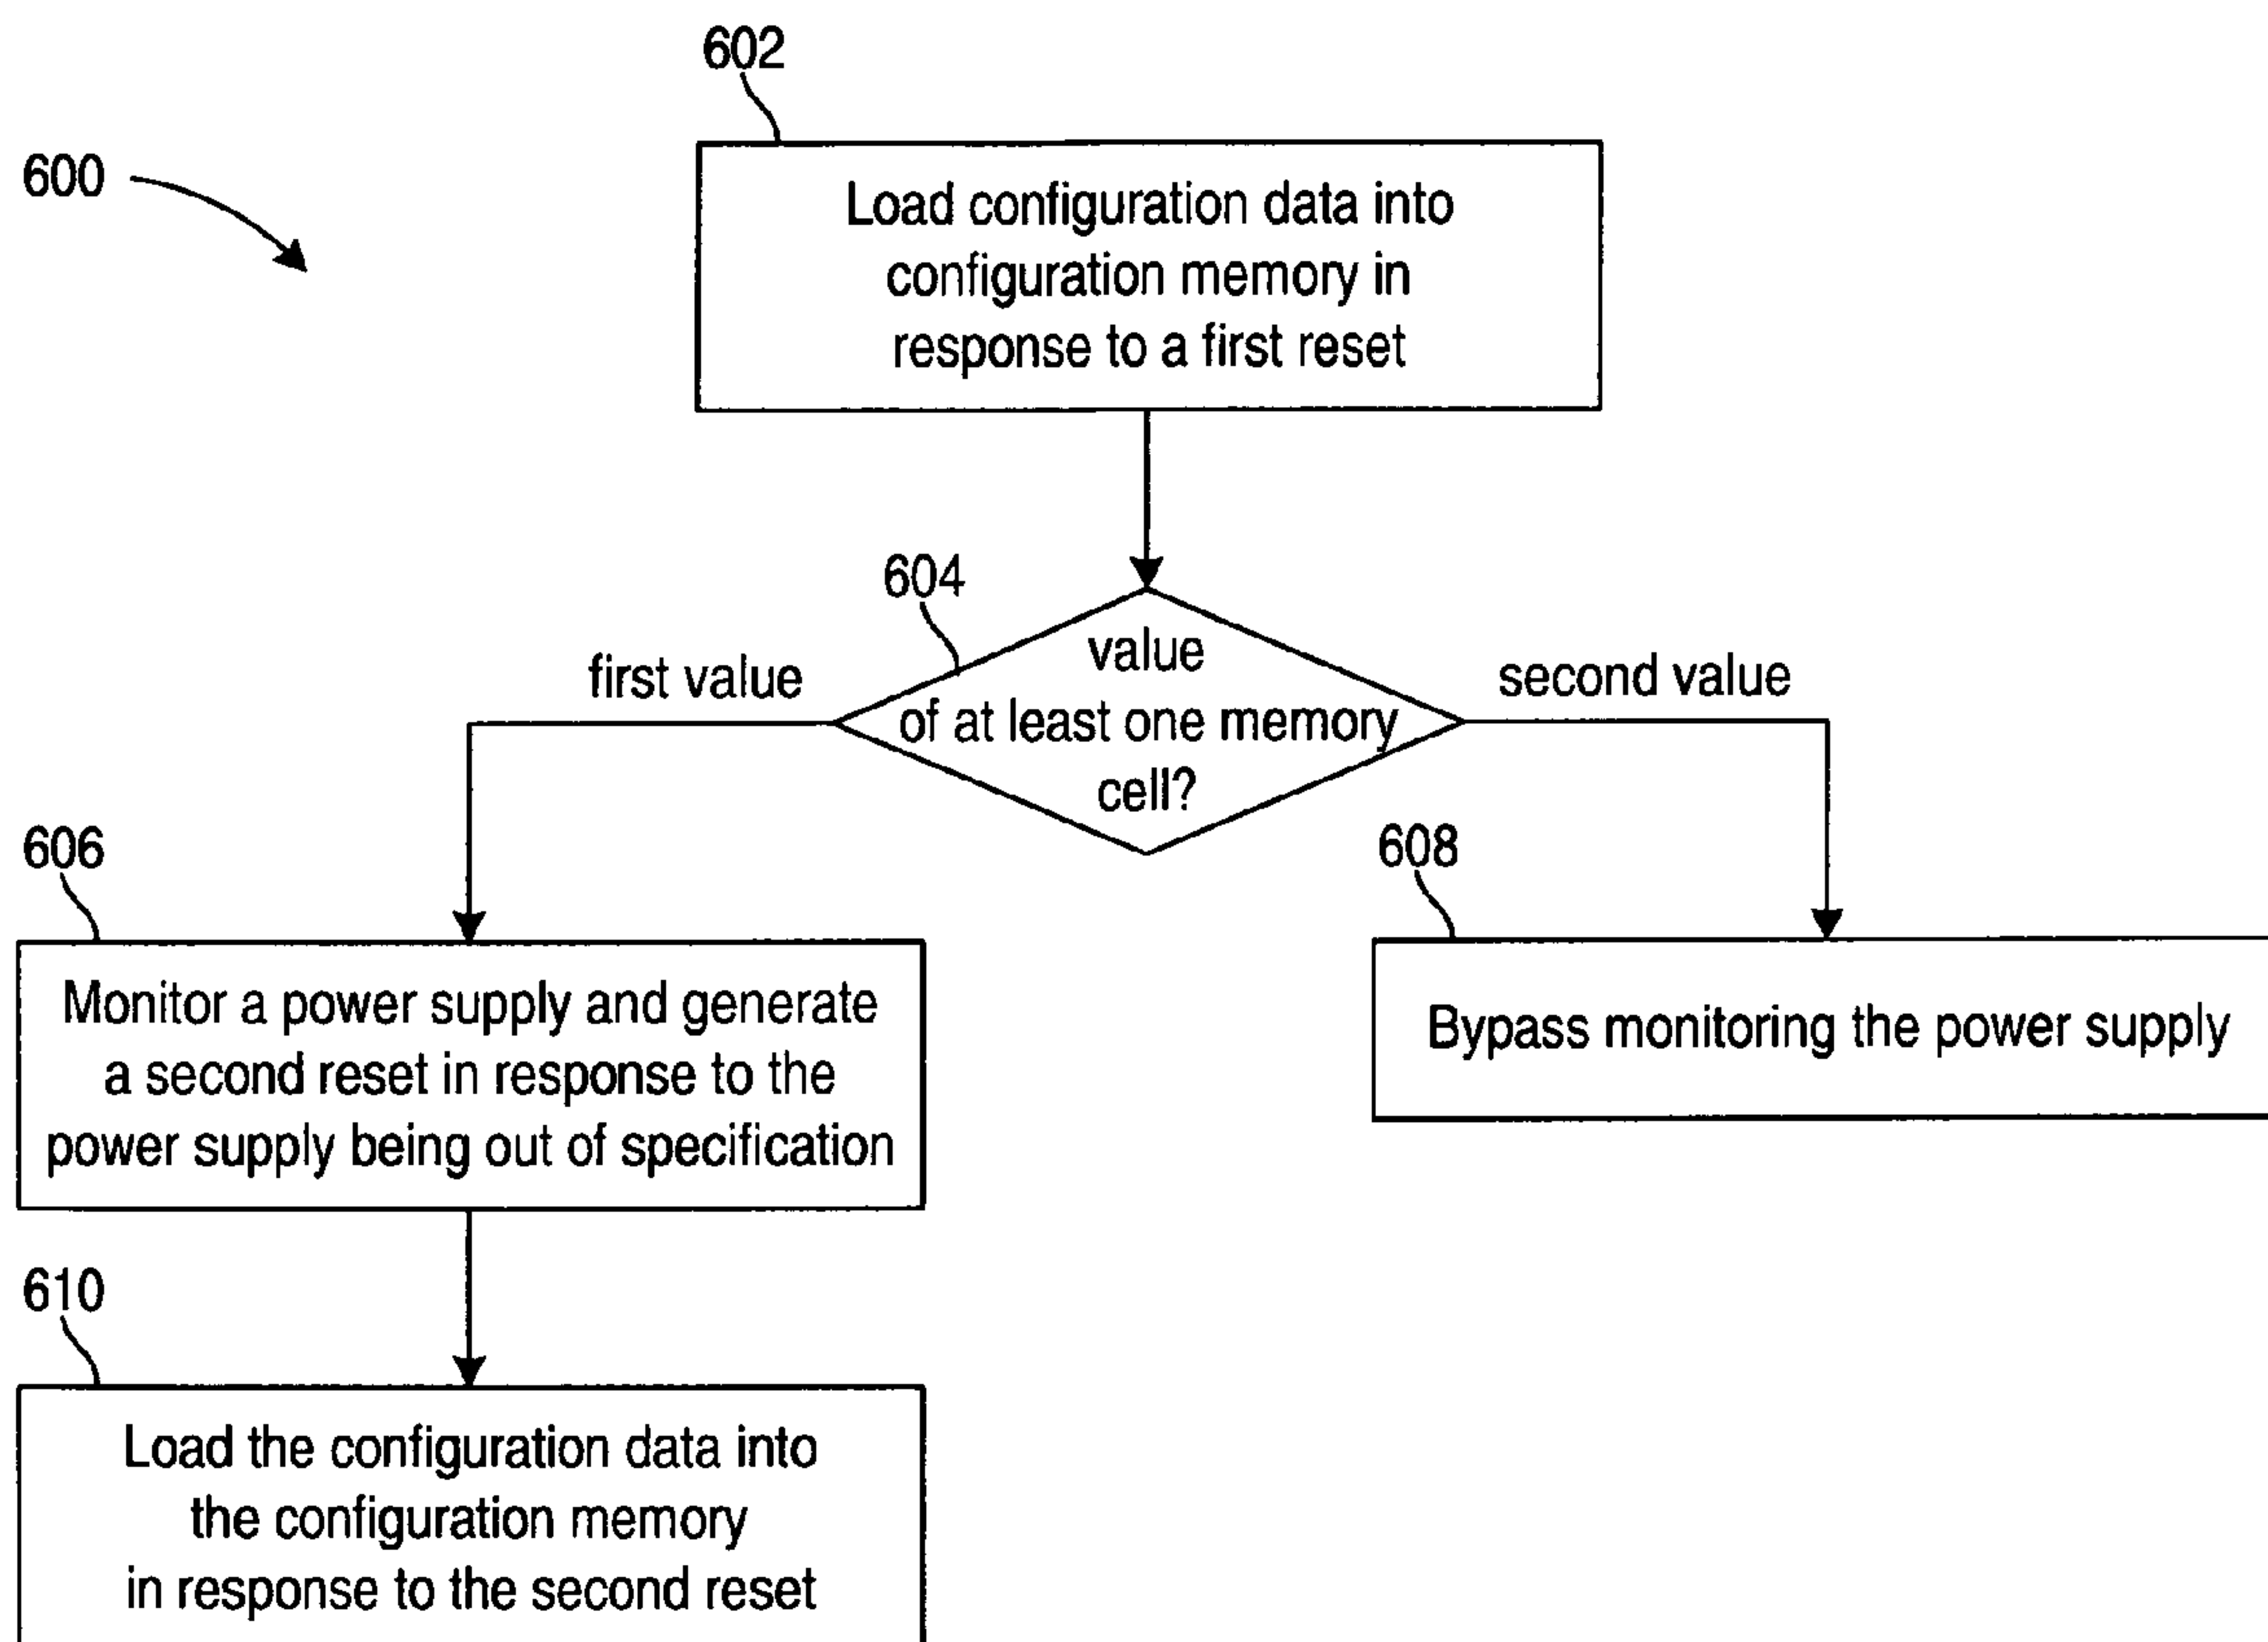 602
600
Load configuration data into
configuration memory in
response to a first reset
604
value
of at least one memory
cell?
first value
second value
606
608
Monitor a power supply and generate
a second reset in response to the
power supply being out of specification
Bypass monitoring the power supply
610
Load the configuration data into
the configuration memory
in response to the second reset